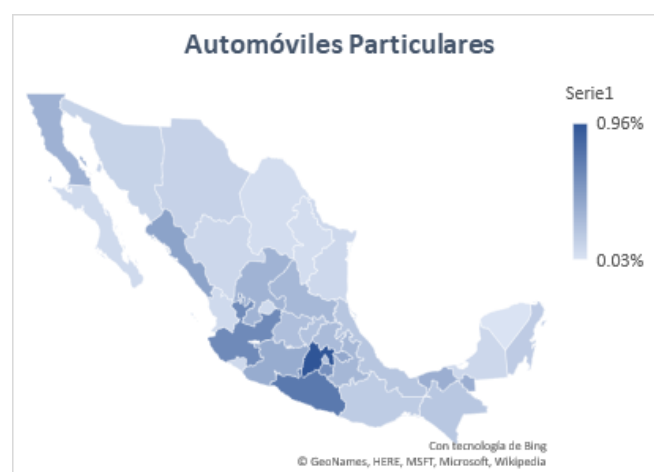 Automóviles Particulares
Serie1
0.96%
0.03%
Con tecnología de Bing
© GeoNames, HERE, MSFT, Microsoft, Wikipedia